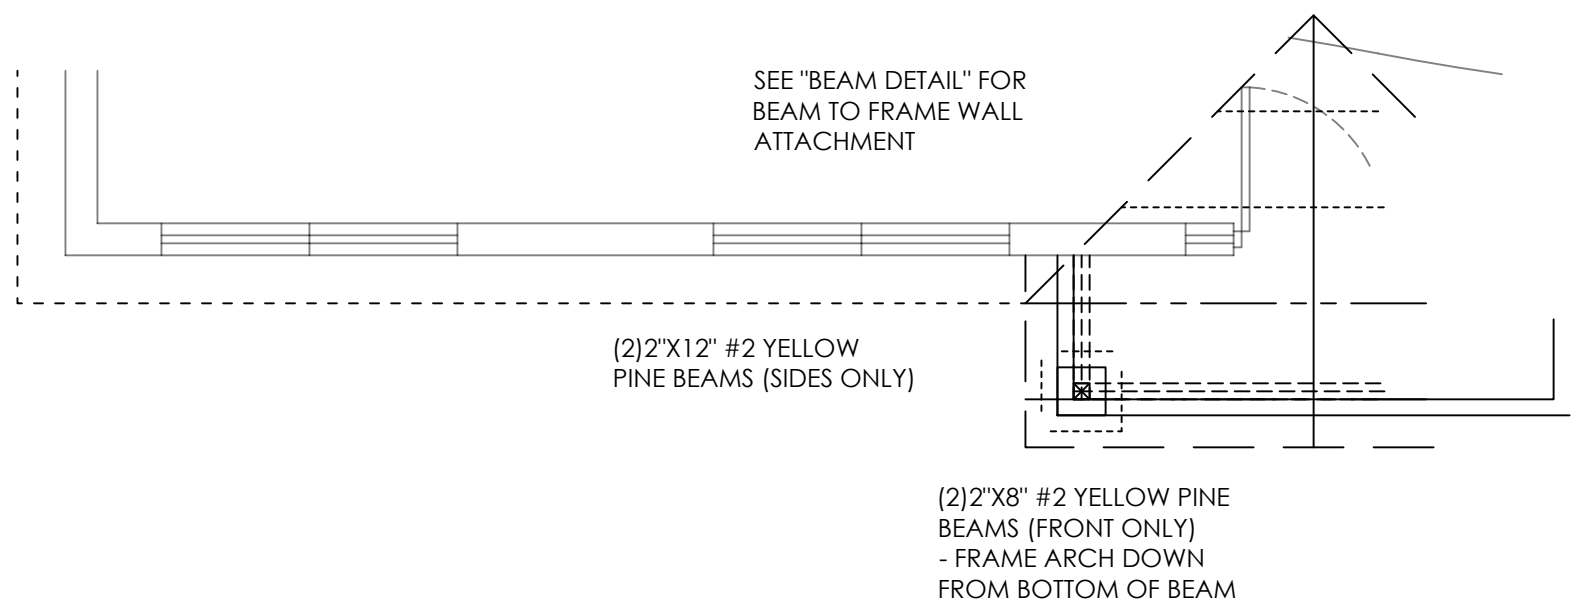 SEE "BEAM DETAIL" FOR
BEAM TO FRAME WALL
ATTACHMENT
(2)2"X12" #2 YELLOW
PINE BEAMS (SIDES ONLY)
(2)2"X8" #2 YELLOW PINE
BEAMS (FRONT ONLY)
- FRAME ARCH DOWN
FROM BOTTOM OF BEAM